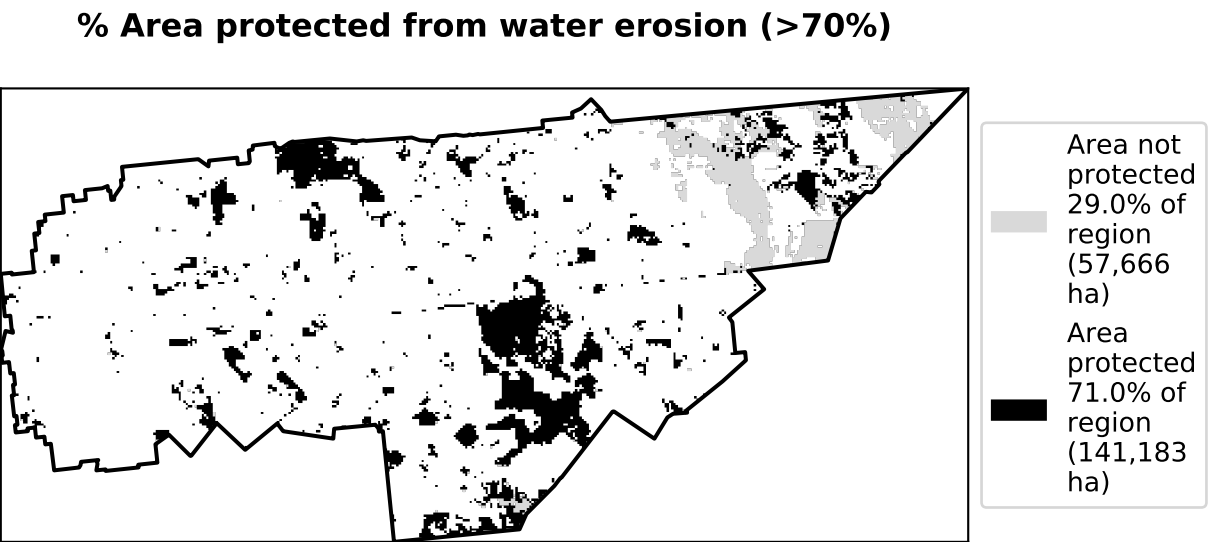 % Area protected from water erosion (>70%)
Area not
protected
29.0% of
region
(57,666
ha)
Area
protected
71.0% of
region
(141,183
ha)